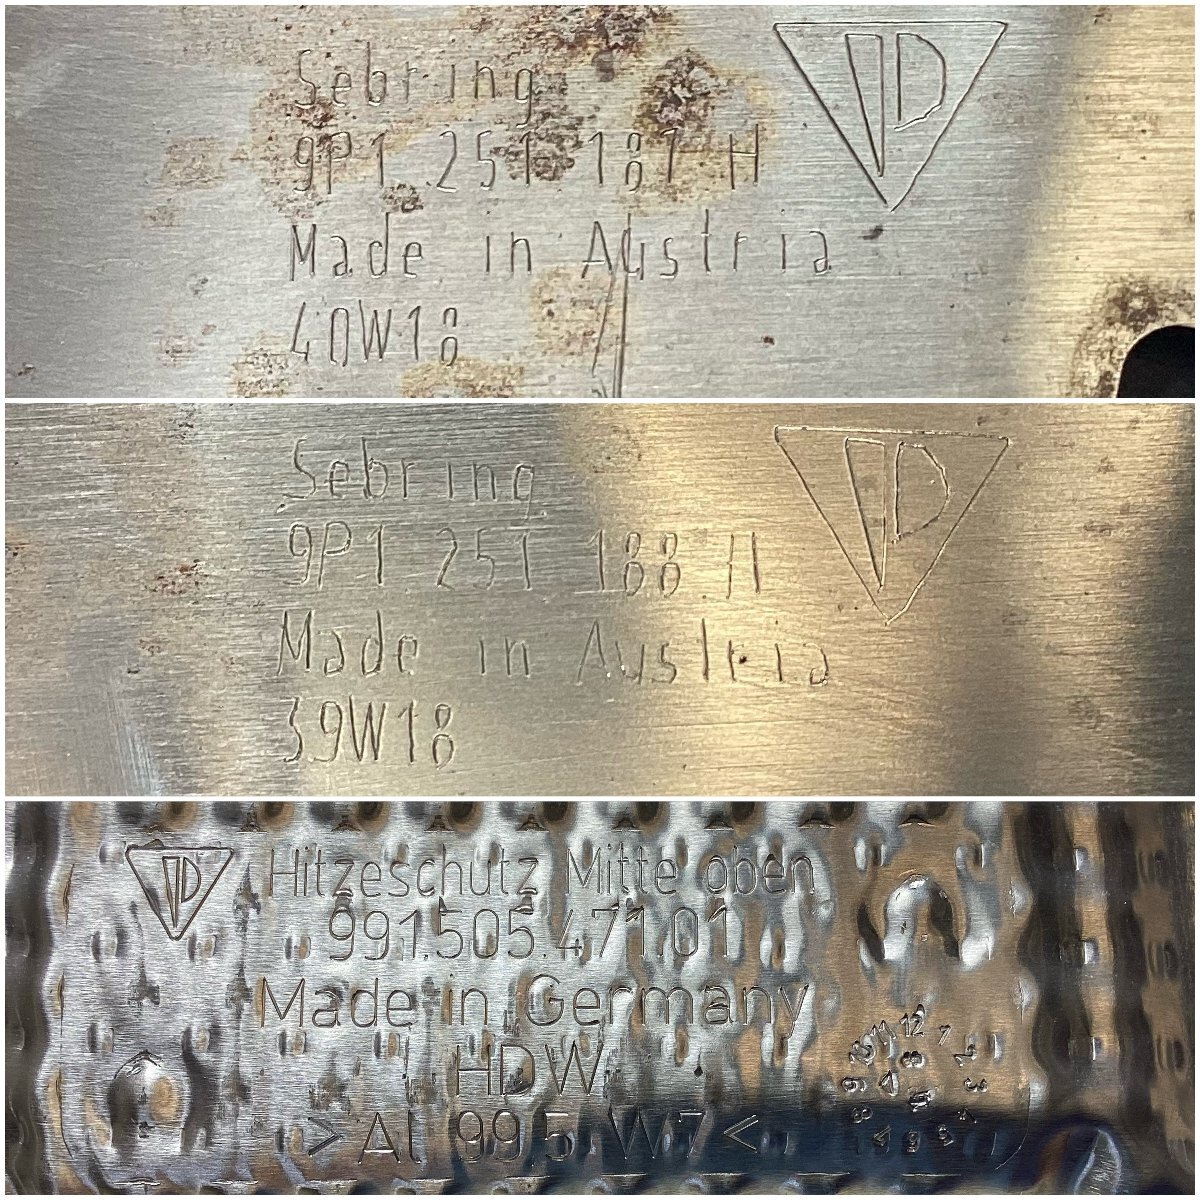 Sebring
9P1 251 187 H
Made in Austria
40W18
Sebring
9P1 251 188 H
Made in Austria
39W18
Hitzeschutz Mitte oben
991.505.471.01
Made in Germany
HDW
>Al 99,5 W7<